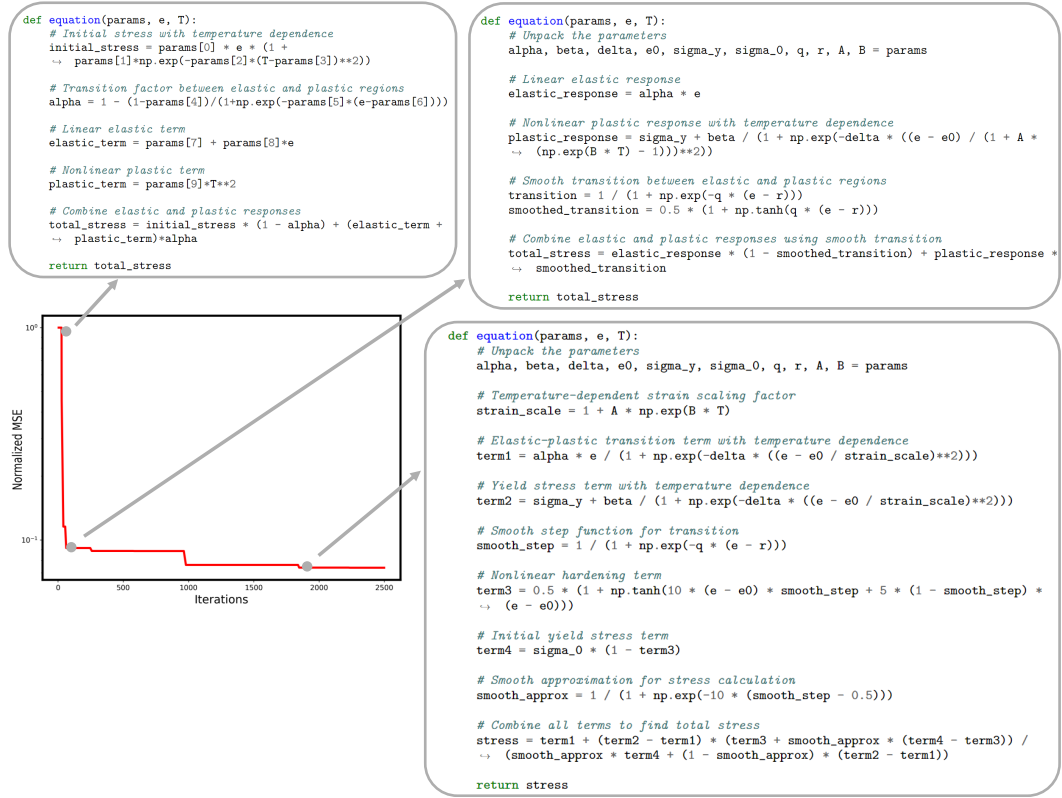 def equation(params, e, T):
# Initial stress with temperature dependence
initial_stress = params[0] * e * (1 +
↪ params[1]*np.exp(-params[2]*(T-params[3])**2))
# Transition factor between elastic and plastic regions
alpha = 1 - (1-params[4])/(1+np.exp(-params[5]*(e-params[6])))
# Linear elastic term
elastic_term = params[7] + params[8]*e
# Nonlinear plastic term
plastic_term = params[9]*T**2
# Combine elastic and plastic responses
total_stress = initial_stress * (1 - alpha) + (elastic_term +
↪ plastic_term)*alpha
return total_stress
def equation(params, e, T):
# Unpack the parameters
alpha, beta, delta, e0, sigma_y, sigma_0, q, r, A, B = params
# Linear elastic response
elastic_response = alpha * e
# Nonlinear plastic response with temperature dependence
plastic_response = sigma_y + beta / (1 + np.exp(-delta * ((e - e0) / (1 + A *
↪ (np.exp(B * T) - 1)))**2))
# Smooth transition between elastic and plastic regions
transition = 1 / (1 + np.exp(-q * (e - r)))
smoothed_transition = 0.5 * (1 + np.tanh(q * (e - r)))
# Combine elastic and plastic responses using smooth transition
total_stress = elastic_response * (1 - smoothed_transition) + plastic_response *
↪ smoothed_transition
return total_stress
10⁰
10⁻¹
Normalized MSE
0 500 1000 1500 2000 2500
Iterations
def equation(params, e, T):
# Unpack the parameters
alpha, beta, delta, e0, sigma_y, sigma_0, q, r, A, B = params
# Temperature-dependent strain scaling factor
strain_scale = 1 + A * np.exp(B * T)
# Elastic-plastic transition term with temperature dependence
term1 = alpha * e / (1 + np.exp(-delta * ((e - e0 / strain_scale)**2)))
# Yield stress term with temperature dependence
term2 = sigma_y + beta / (1 + np.exp(-delta * ((e - e0 / strain_scale)**2)))
# Smooth step function for transition
smooth_step = 1 / (1 + np.exp(-q * (e - r)))
# Nonlinear hardening term
term3 = 0.5 * (1 + np.tanh(10 * (e - e0) * smooth_step + 5 * (1 - smooth_step) *
↪ (e - e0)))
# Initial yield stress term
term4 = sigma_0 * (1 - term3)
# Smooth approximation for stress calculation
smooth_approx = 1 / (1 + np.exp(-10 * (smooth_step - 0.5)))
# Combine all terms to find total stress
stress = term1 + (term2 - term1) * (term3 + smooth_approx * (term4 - term3)) /
↪ (smooth_approx * term4 + (1 - smooth_approx) * (term2 - term1))
return stress